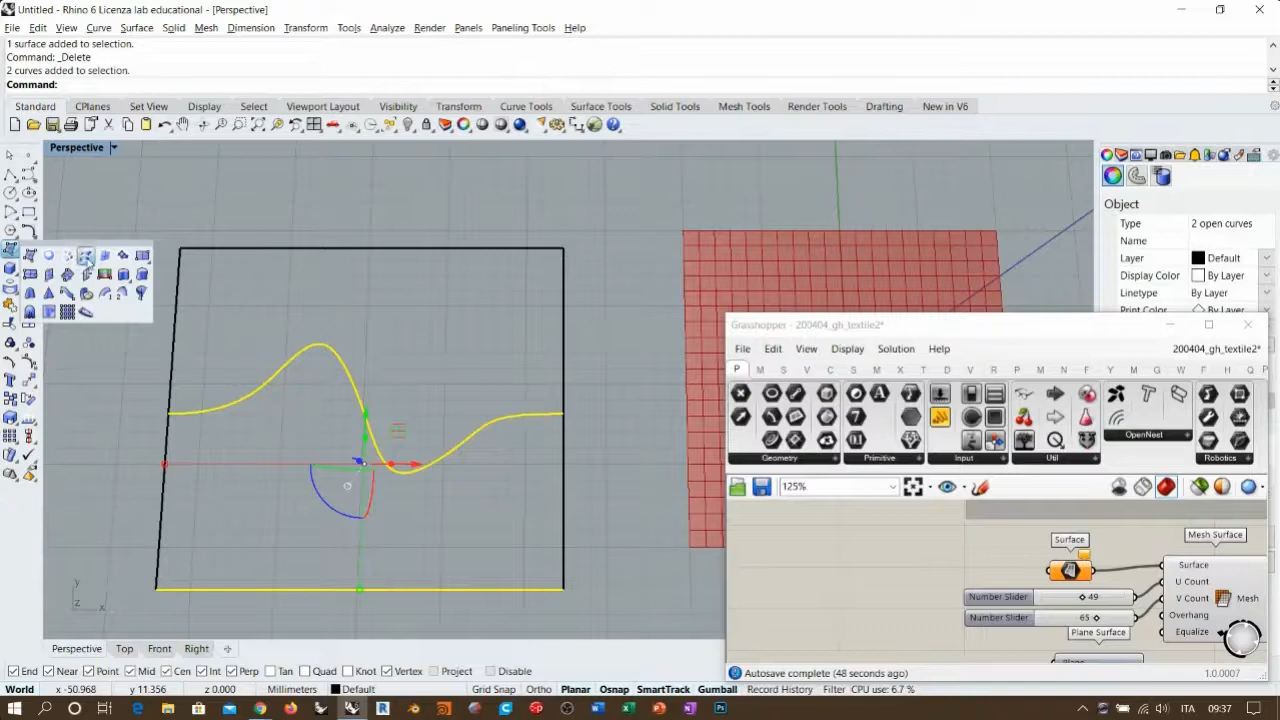 Untitled - Rhino 6 Licenza lab educational - [Perspective]
File Edit View Curve Surface Solid Mesh Dimension Transform Tools Analyze Render Panels Paneling Tools Help
1 surface added to selection.
Command: _Delete
2 curves added to selection.
Command:
Standard CPlanes Set View Display Select Viewport Layout Visibility Transform Curve Tools Surface Tools Solid Tools Mesh Tools Render Tools Drafting New in V6
Perspective
Object
Type 2 open curves
Name
Layer Default
Display Color By Layer
Linetype By Layer
Print Color By Layer
Grasshopper - 200404_gh_textile2*
File Edit View Display Solution Help 200404_gh_textile2*
P M S V C S M I T D W X T M V R S T F L Y M K L H Q P
Geometry Primitive Input Util OpenNest Robotics
125%
Surface
Mesh Surface
Surface
U Count
V Count
Overhang
Equalize
Mesh
Number Slider 49
Number Slider 65
Plane Surface
Plane
Autosave complete (48 seconds ago) 1.0.0007
y
z x
Perspective Top Front Right
End Near Point Mid Cen Int Perp Tan Quad Knot Vertex Project Disable
World x -50.968 y 11.356 z 0.000 Millimeters Default Grid Snap Ortho Planar Osnap SmartTrack Gumball Record History Filter CPU use: 6.7 %
ITA 09:37